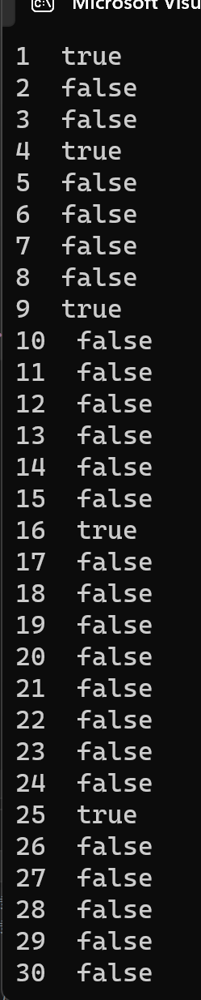 Microsoft Visu
1  true
2  false
3  false
4  true
5  false
6  false
7  false
8  false
9  true
10  false
11  false
12  false
13  false
14  false
15  false
16  true
17  false
18  false
19  false
20  false
21  false
22  false
23  false
24  false
25  true
26  false
27  false
28  false
29  false
30  false